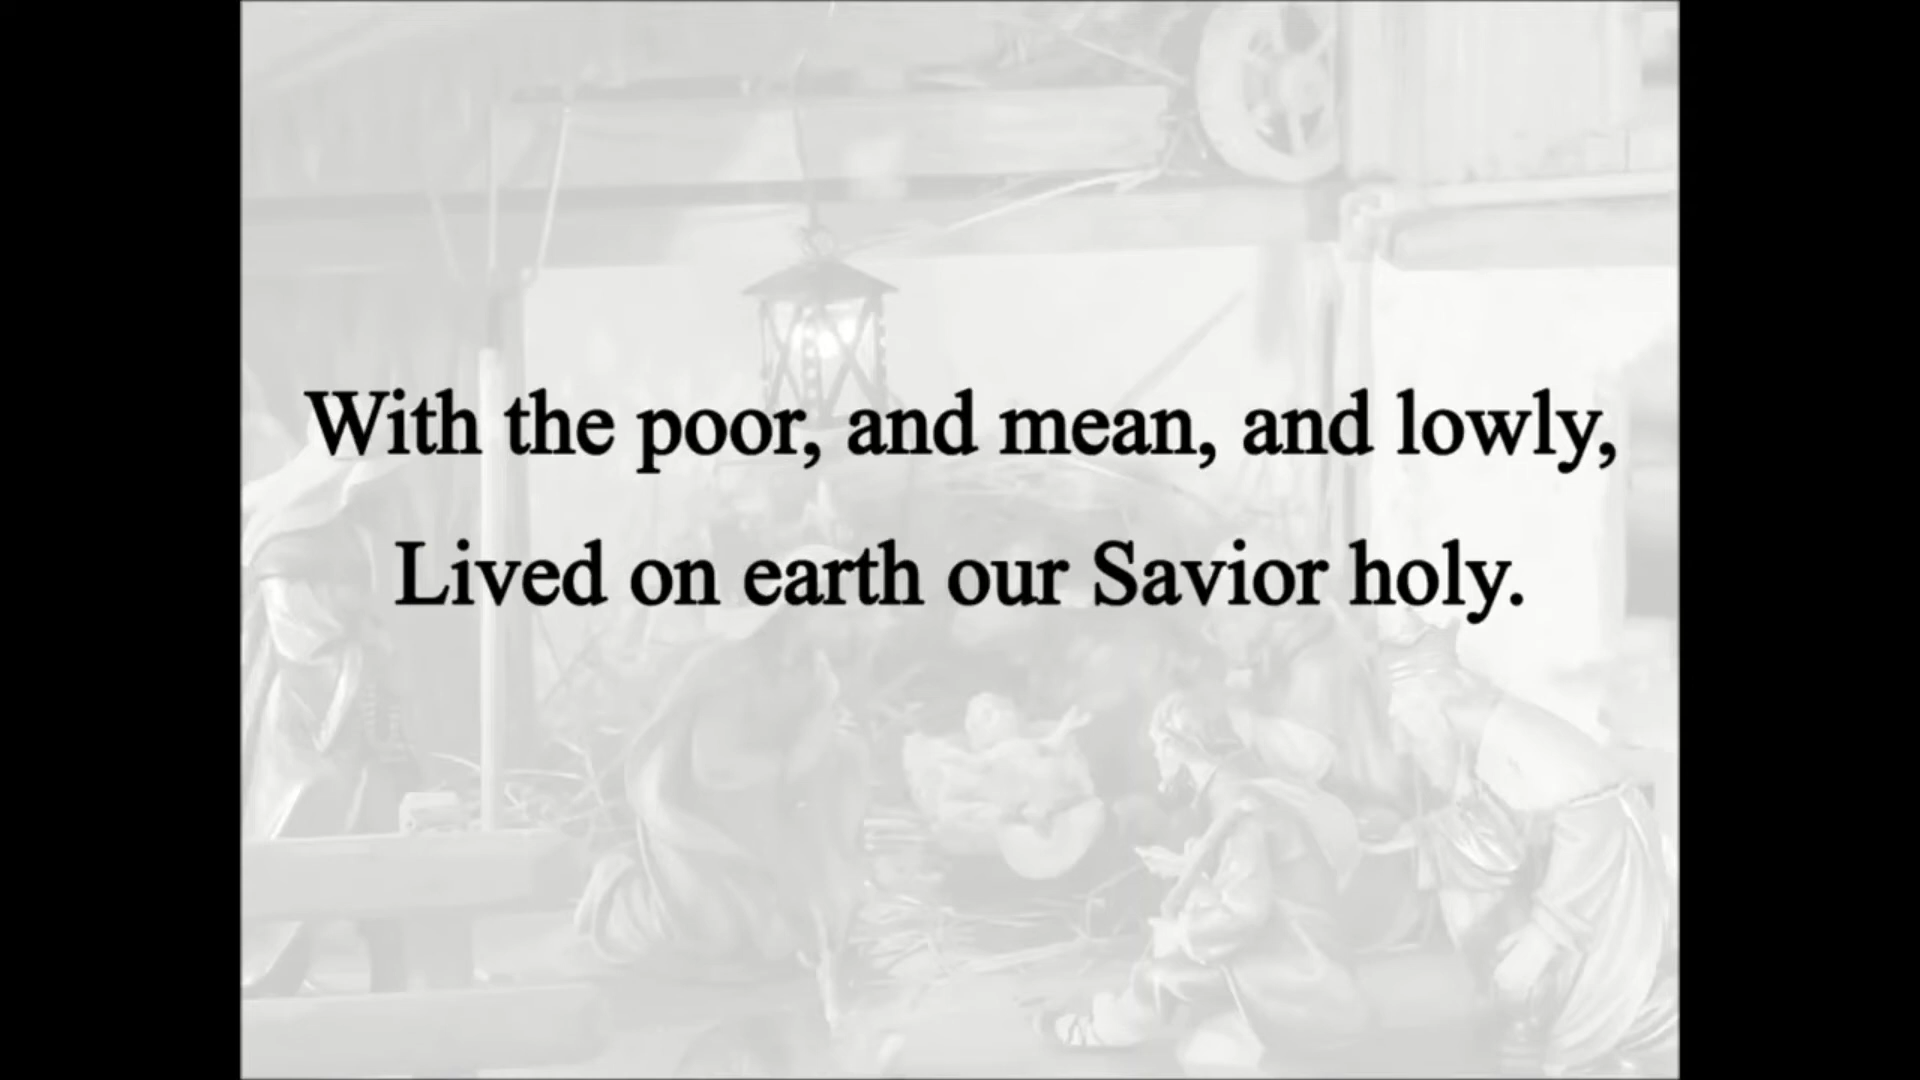 With the poor, and mean, and lowly,
Lived on earth our Savior holy.